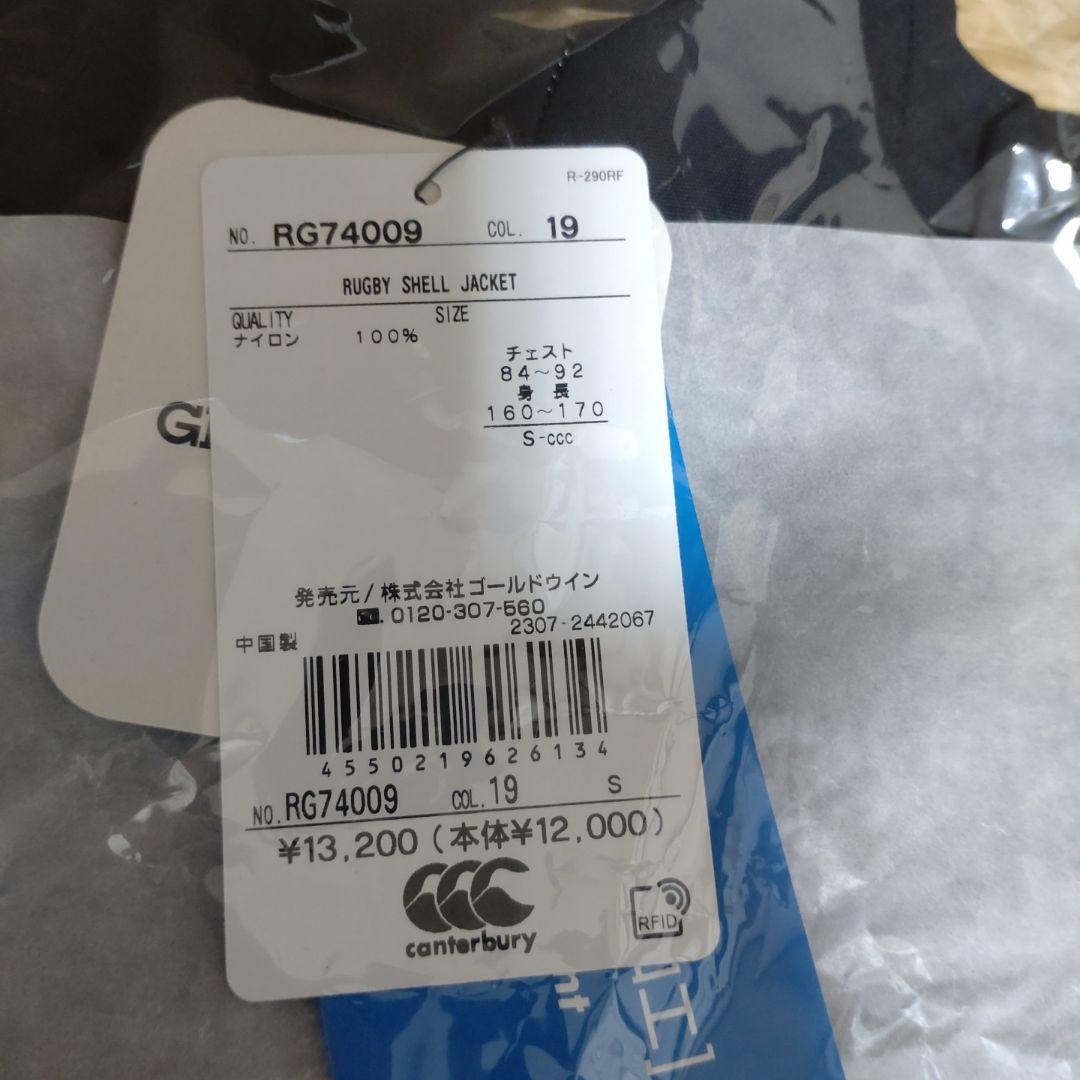 R-290RF
NO. RG74009 COL. 19
RUGBY SHELL JACKET
QUALITY SIZE
ナイロン 100%
チェスト
84~92
身長
160~170
S-ccc
発売元/株式会社ゴールドウイン
0120-307-560
2307-2442067
中国製
4550219626134
NO. RG74009 COL. 19 S
¥13,200(本体¥12,000)
canterbury
RFID